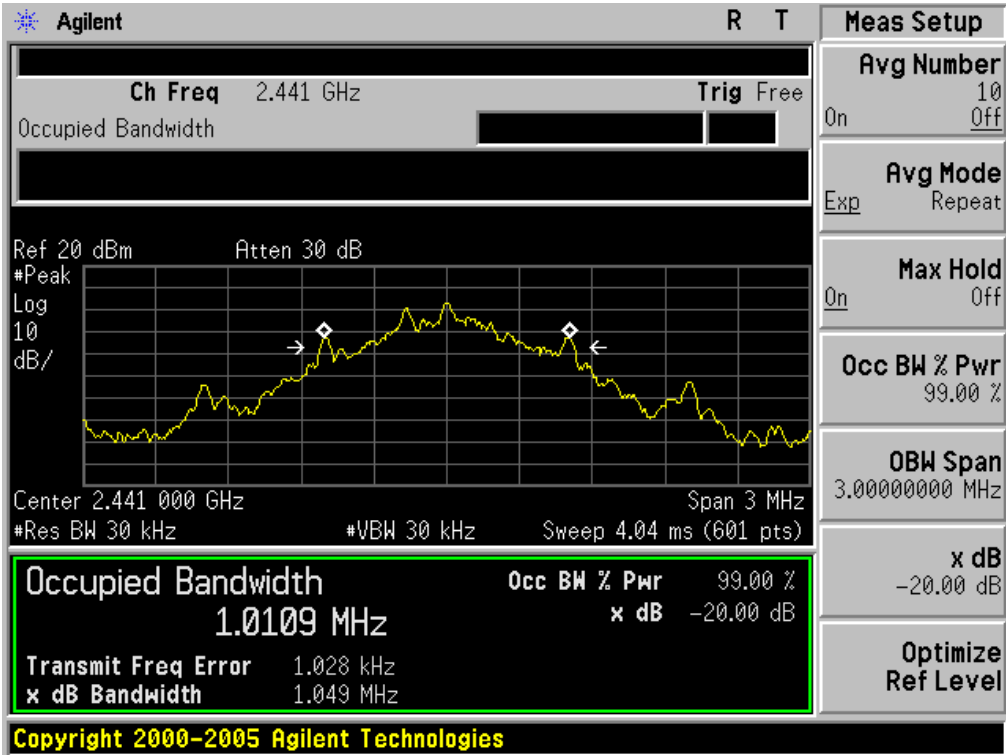 Agilent R T
Ch Freq 2.441 GHz Trig Free
Occupied Bandwidth
Ref 20 dBm Atten 30 dB
#Peak
Log
10
dB/
Center 2.441 000 GHz Span 3 MHz
#Res BW 30 kHz #VBW 30 kHz Sweep 4.04 ms (601 pts)
Occupied Bandwidth Occ BW % Pwr 99.00 %
1.0109 MHz x dB -20.00 dB
Transmit Freq Error 1.028 kHz
x dB Bandwidth 1.049 MHz
Copyright 2000-2005 Agilent Technologies
Meas Setup
Avg Number
10
On Off
Avg Mode
Exp Repeat
Max Hold
On Off
Occ BW % Pwr
99.00 %
OBW Span
3.00000000 MHz
x dB
-20.00 dB
Optimize
Ref Level